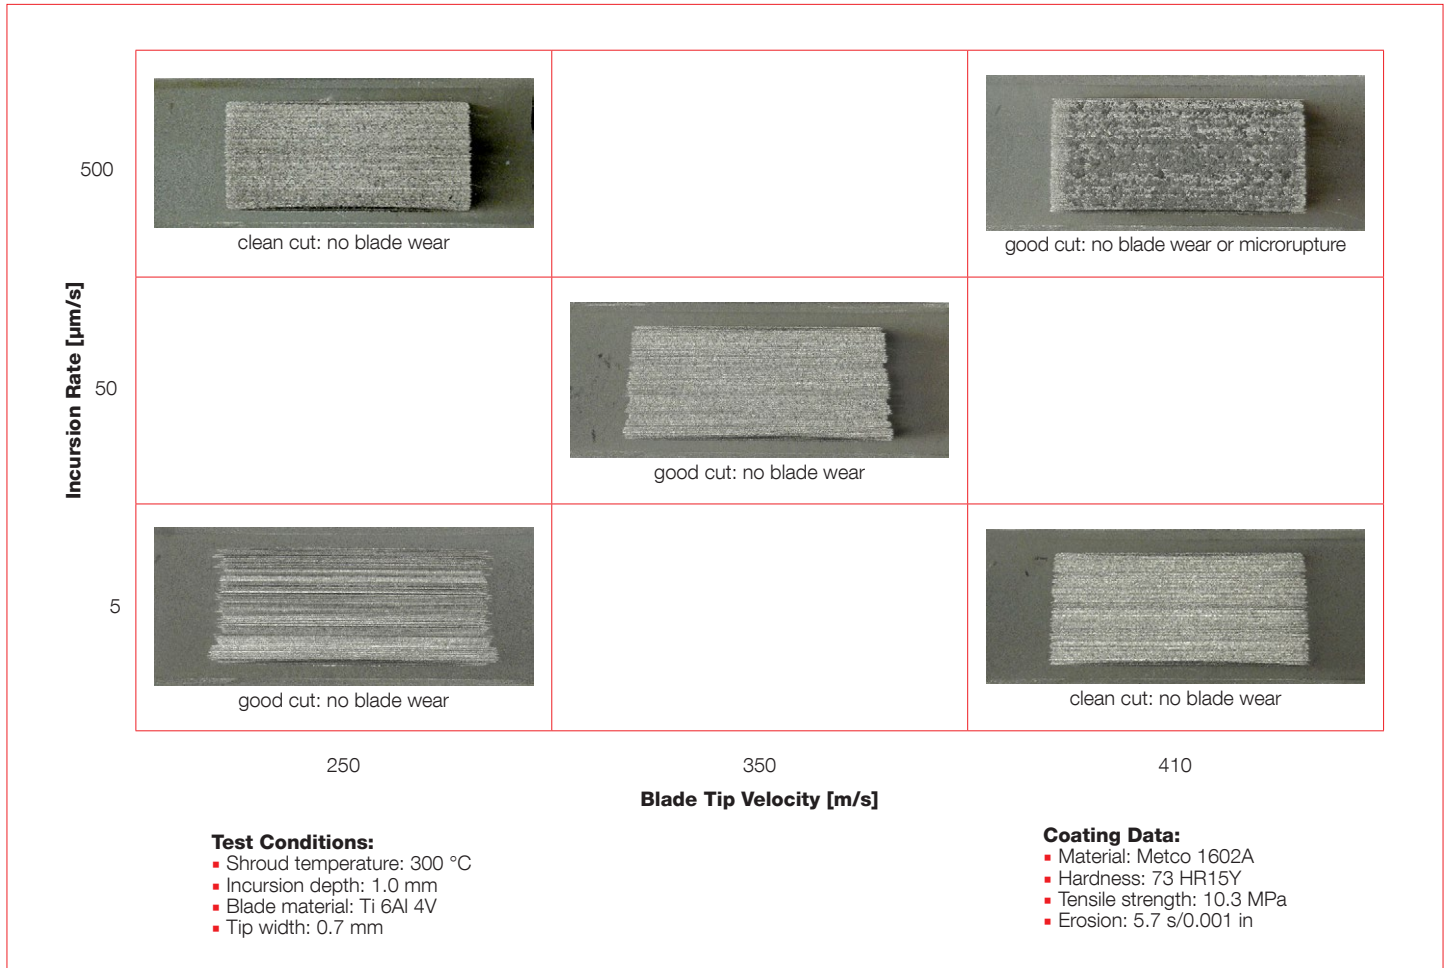 500
clean cut: no blade wear
good cut: no blade wear or microrupture
Incursion Rate [µm/s]
50
good cut: no blade wear
5
good cut: no blade wear
clean cut: no blade wear
250
350
410
Blade Tip Velocity [m/s]
Test Conditions:
▪ Shroud temperature: 300 °C
▪ Incursion depth: 1.0 mm
▪ Blade material: Ti 6Al 4V
▪ Tip width: 0.7 mm
Coating Data:
▪ Material: Metco 1602A
▪ Hardness: 73 HR15Y
▪ Tensile strength: 10.3 MPa
▪ Erosion: 5.7 s/0.001 in